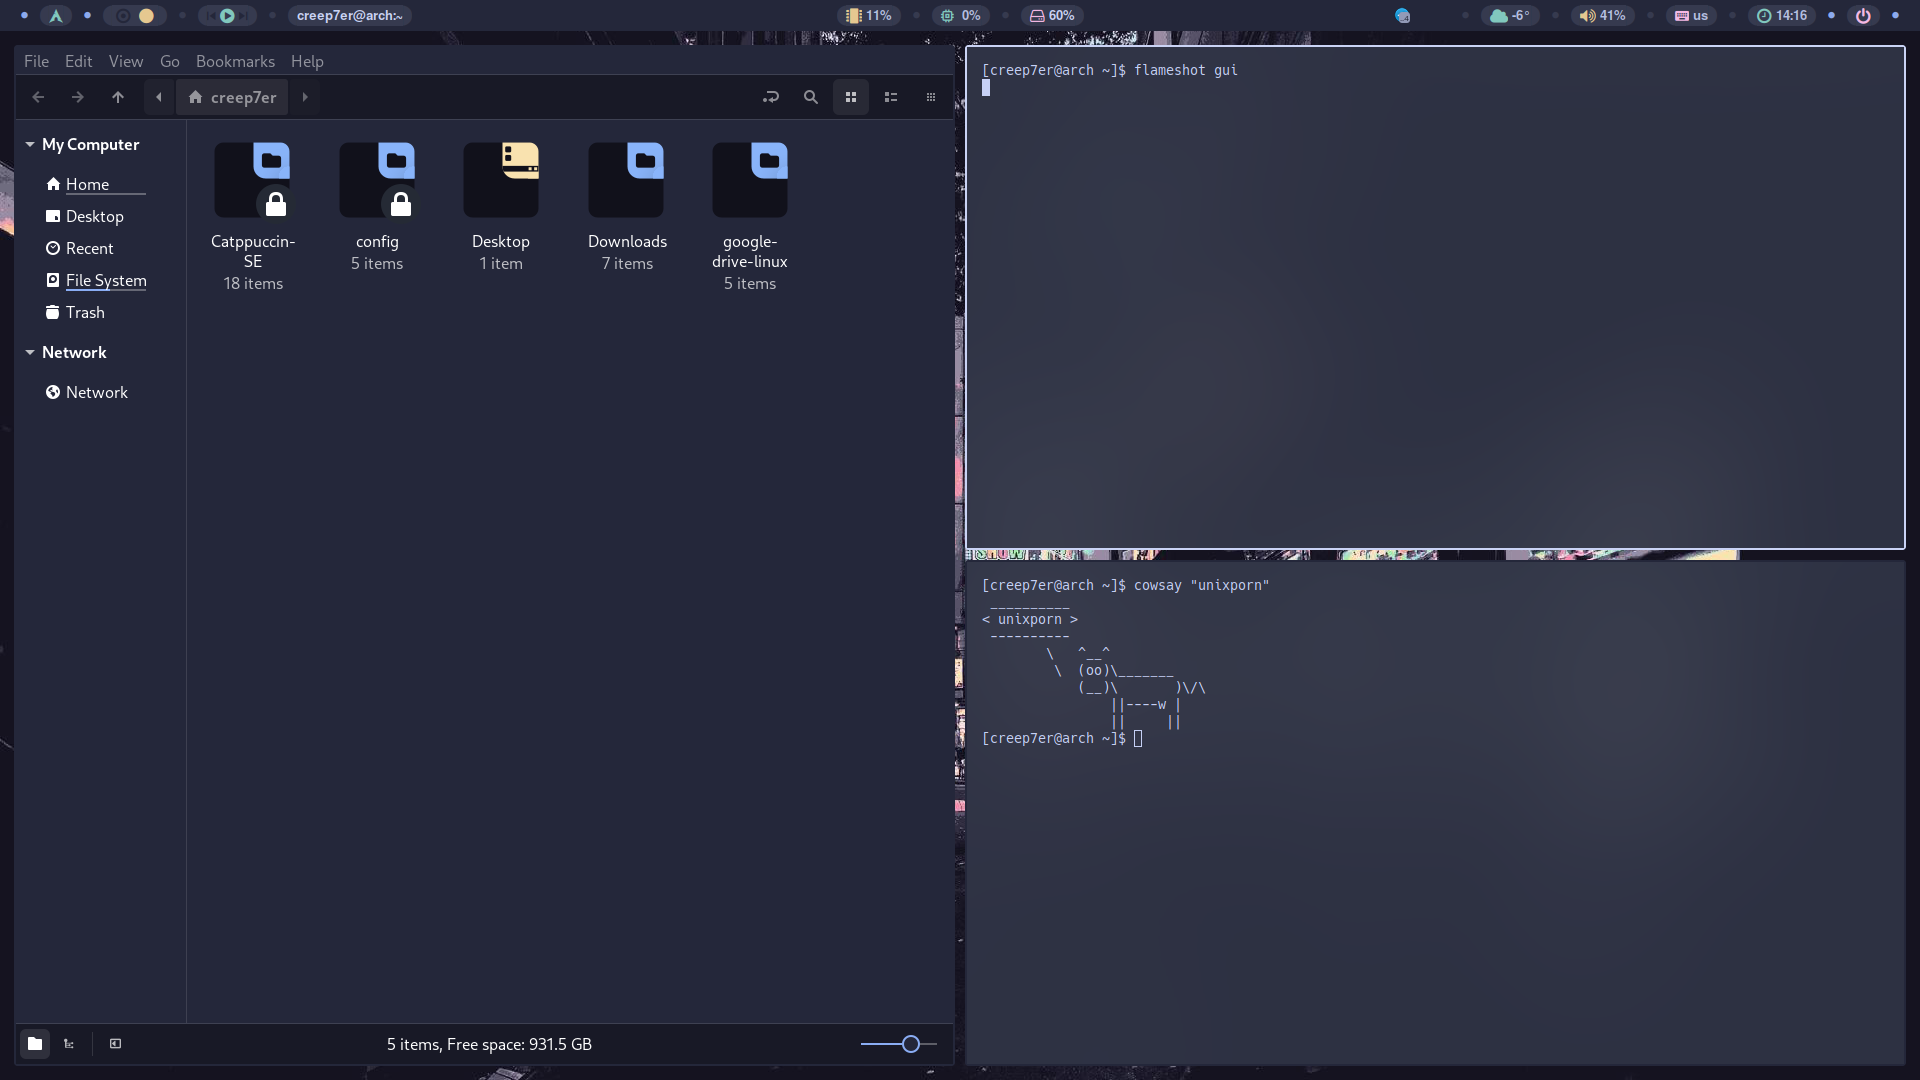 creep7er@arch:~
11%
0%
60%
-6°
41%
us
14:16
File Edit View Go Bookmarks Help
creep7er
My Computer
Home
Desktop
Recent
File System
Trash
Network
Network
Catppuccin-
SE
18 items
config
5 items
Desktop
1 item
Downloads
7 items
google-
drive-linux
5 items
5 items, Free space: 931.5 GB
[creep7er@arch ~]$ flameshot gui
SHOW
[creep7er@arch ~]$ cowsay "unixporn"
 __________
< unixporn >
 ----------
        \   ^__^
         \  (oo)\_______
            (__)\       )\/\
                ||----w |
                ||     ||
[creep7er@arch ~]$